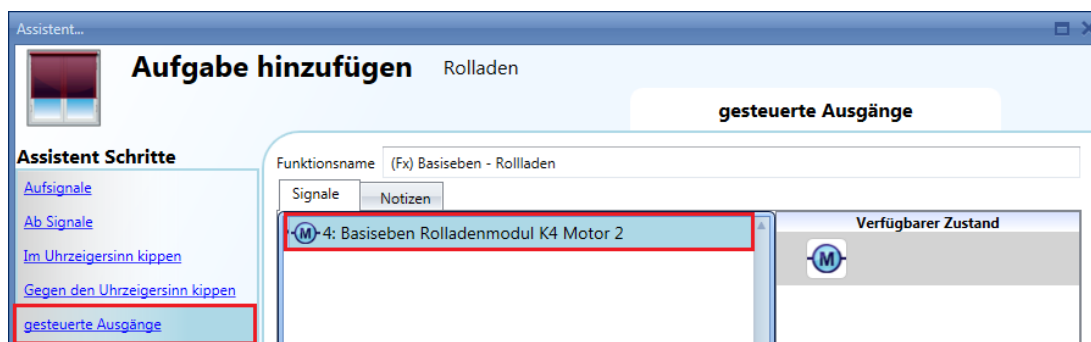 Assistent...
Aufgabe hinzufügen Rolladen
gesteuerte Ausgänge
Assistent Schritte
Aufsignale
Ab Signale
Im Uhrzeigersinn kippen
Gegen den Uhrzeigersinn kippen
gesteuerte Ausgänge
Funktionsname (Fx) Basiseben - Rollladen
Signale Notizen
M 4: Basiseben Rolladenmodul K4 Motor 2
Verfügbarer Zustand
M